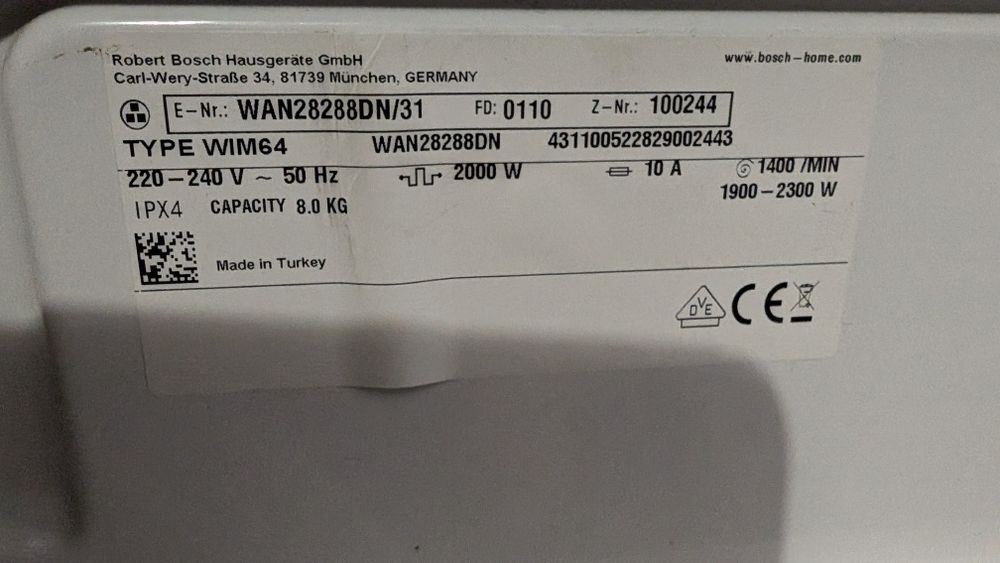 Robert Bosch Hausgeräte GmbH
www.bosch-home.com
Carl-Wery-Straße 34, 81739 München, GERMANY
E-Nr.: WAN28288DN/31 FD: 0110 Z-Nr.: 100244
TYPE WIM64 WAN28288DN 431100522829002443
220-240 V ~ 50 Hz 2000 W 10 A 1400 /MIN
1900-2300 W
IPX4 CAPACITY 8.0 KG
Made in Turkey
DVE CE